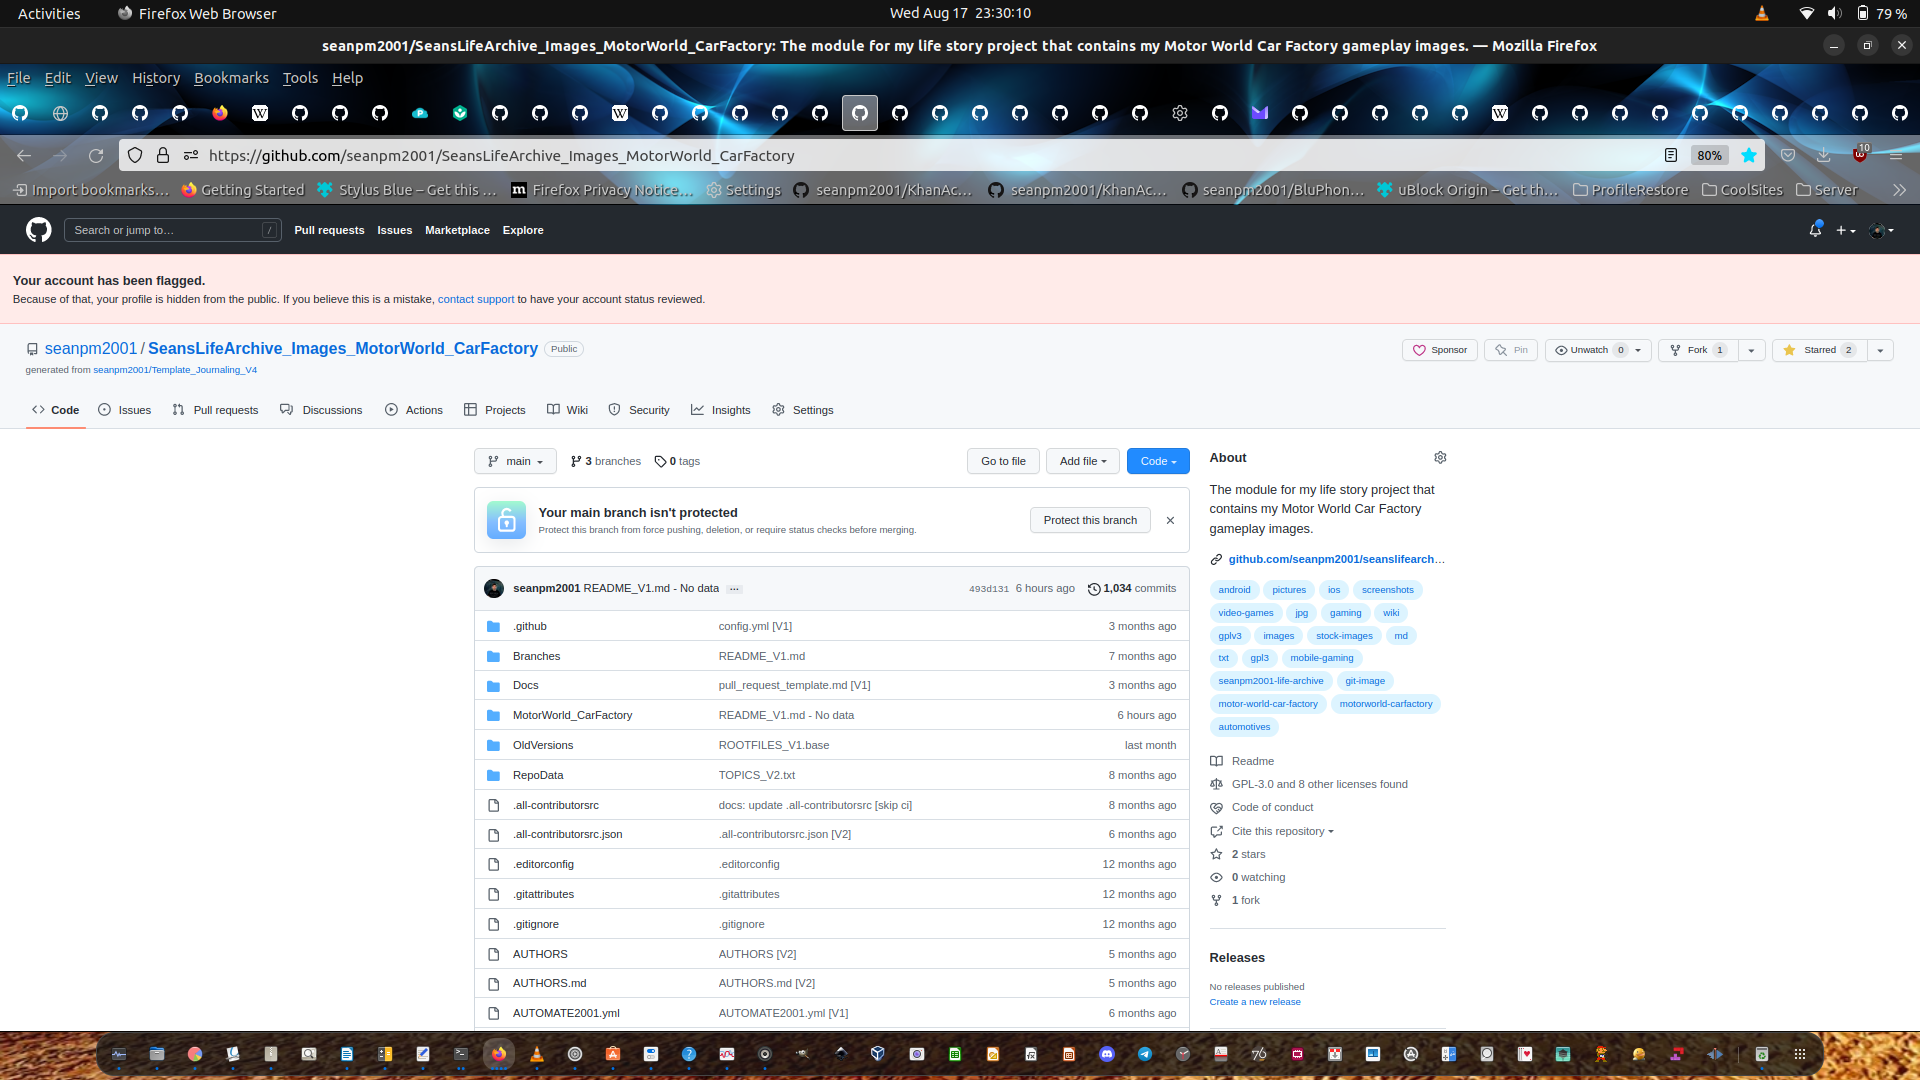 Activities
Firefox Web Browser
Wed Aug 17 23:30:10
79 %
seanpm2001/SeansLifeArchive_Images_MotorWorld_CarFactory: The module for my life story project that contains my Motor World Car Factory gameplay images. — Mozilla Firefox
File Edit View History Bookmarks Tools Help
https://github.com/seanpm2001/SeansLifeArchive_Images_MotorWorld_CarFactory
80%
10
Import bookmarks… Getting Started Stylus Blue – Get this … Firefox Privacy Notice… Settings seanpm2001/KhanAc… seanpm2001/KhanAc… seanpm2001/BluPhon… uBlock Origin – Get th… ProfileRestore CoolSites Server
Search or jump to… /
Pull requests Issues Marketplace Explore
Your account has been flagged.
Because of that, your profile is hidden from the public. If you believe this is a mistake, contact support to have your account status reviewed.
seanpm2001 / SeansLifeArchive_Images_MotorWorld_CarFactory Public
Sponsor Pin Unwatch 0 Fork 1 Starred 2
generated from seanpm2001/Template_Journaling_V4
Code Issues Pull requests Discussions Actions Projects Wiki Security Insights Settings
main 3 branches 0 tags
Go to file Add file Code
Your main branch isn't protected
Protect this branch from force pushing, deletion, or require status checks before merging.
Protect this branch
seanpm2001 README_V1.md - No data … 493d131 6 hours ago 1,034 commits
.github config.yml [V1] 3 months ago
Branches README_V1.md 7 months ago
Docs pull_request_template.md [V1] 3 months ago
MotorWorld_CarFactory README_V1.md - No data 6 hours ago
OldVersions ROOTFILES_V1.base last month
RepoData TOPICS_V2.txt 8 months ago
.all-contributorsrc docs: update .all-contributorsrc [skip ci] 8 months ago
.all-contributorsrc.json .all-contributorsrc.json [V2] 6 months ago
.editorconfig .editorconfig 12 months ago
.gitattributes .gitattributes 12 months ago
.gitignore .gitignore 12 months ago
AUTHORS AUTHORS [V2] 5 months ago
AUTHORS.md AUTHORS.md [V2] 5 months ago
AUTOMATE2001.yml AUTOMATE2001.yml [V1] 6 months ago
About
The module for my life story project that
contains my Motor World Car Factory
gameplay images.
github.com/seanpm2001/seanslifearch…
android pictures ios screenshots
video-games jpg gaming wiki
gplv3 images stock-images md
txt gpl3 mobile-gaming
seanpm2001-life-archive git-image
motor-world-car-factory motorworld-carfactory
automotives
Readme
GPL-3.0 and 8 other licenses found
Code of conduct
Cite this repository
2 stars
0 watching
1 fork
Releases
No releases published
Create a new release